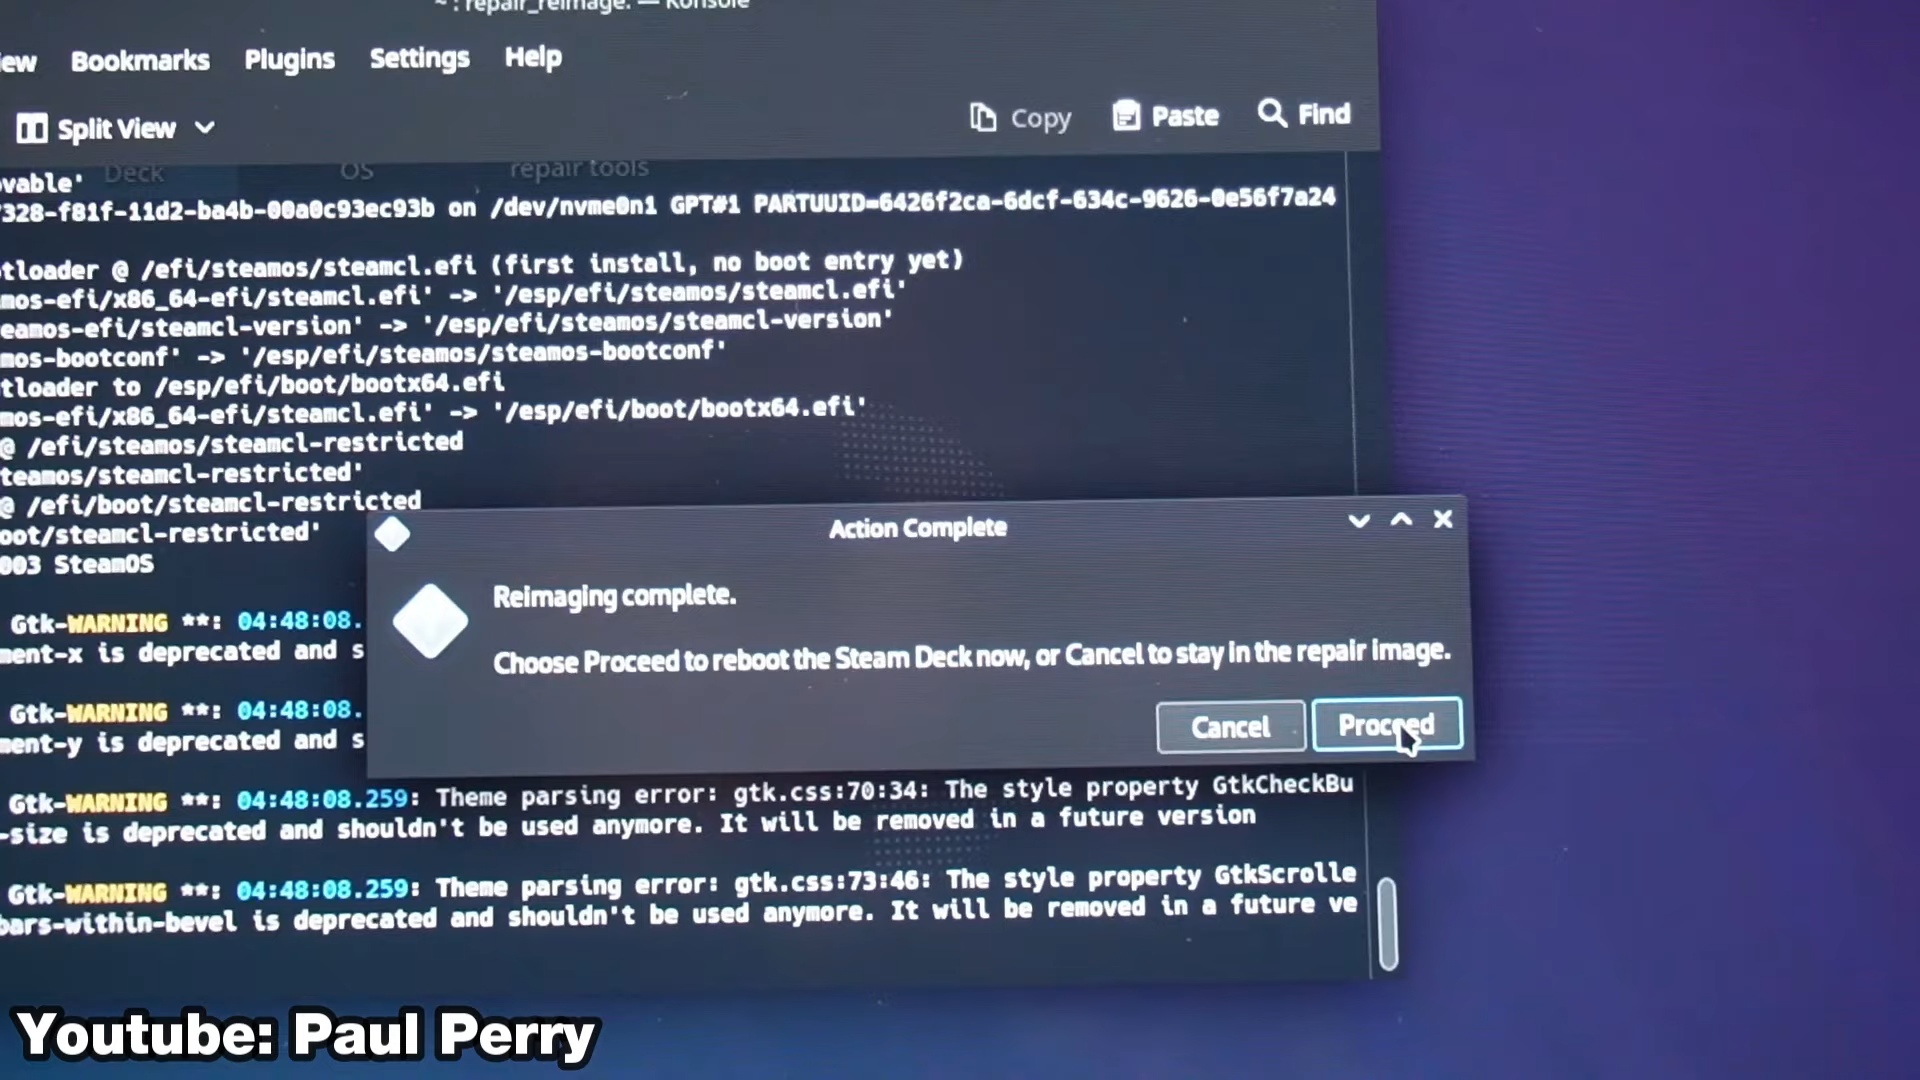 ~ : repair_reimage. — Konsole
ew Bookmarks Plugins Settings Help
Split View Copy Paste Find
Deck OS repair tools
ovable'
7328-f81f-11d2-ba4b-00a0c93ec93b on /dev/nvme0n1 GPT#1 PARTUUID=6426f2ca-6dcf-634c-9626-0e56f7a24
tloader @ /efi/steamos/steamcl.efi (first install, no boot entry yet)
mos-efi/x86_64-efi/steamcl.efi' -> '/esp/efi/steamos/steamcl.efi'
eamos-efi/steamcl-version' -> '/esp/efi/steamos/steamcl-version'
mos-bootconf' -> '/esp/efi/steamos/steamos-bootconf'
tloader to /esp/efi/boot/bootx64.efi
mos-efi/x86_64-efi/steamcl.efi' -> '/esp/efi/boot/bootx64.efi'
@ /efi/steamos/steamcl-restricted
teamos/steamcl-restricted'
@ /efi/boot/steamcl-restricted
oot/steamcl-restricted'
003 SteamOS
Action Complete
Reimaging complete.
Choose Proceed to reboot the Steam Deck now, or Cancel to stay in the repair image.
Cancel Proceed
Gtk-WARNING **: 04:48:08.
ment-x is deprecated and s
Gtk-WARNING **: 04:48:08.
ment-y is deprecated and s
Gtk-WARNING **: 04:48:08.259: Theme parsing error: gtk.css:70:34: The style property GtkCheckBu
-size is deprecated and shouldn't be used anymore. It will be removed in a future version
Gtk-WARNING **: 04:48:08.259: Theme parsing error: gtk.css:73:46: The style property GtkScrolle
bars-within-bevel is deprecated and shouldn't be used anymore. It will be removed in a future ve
Youtube: Paul Perry